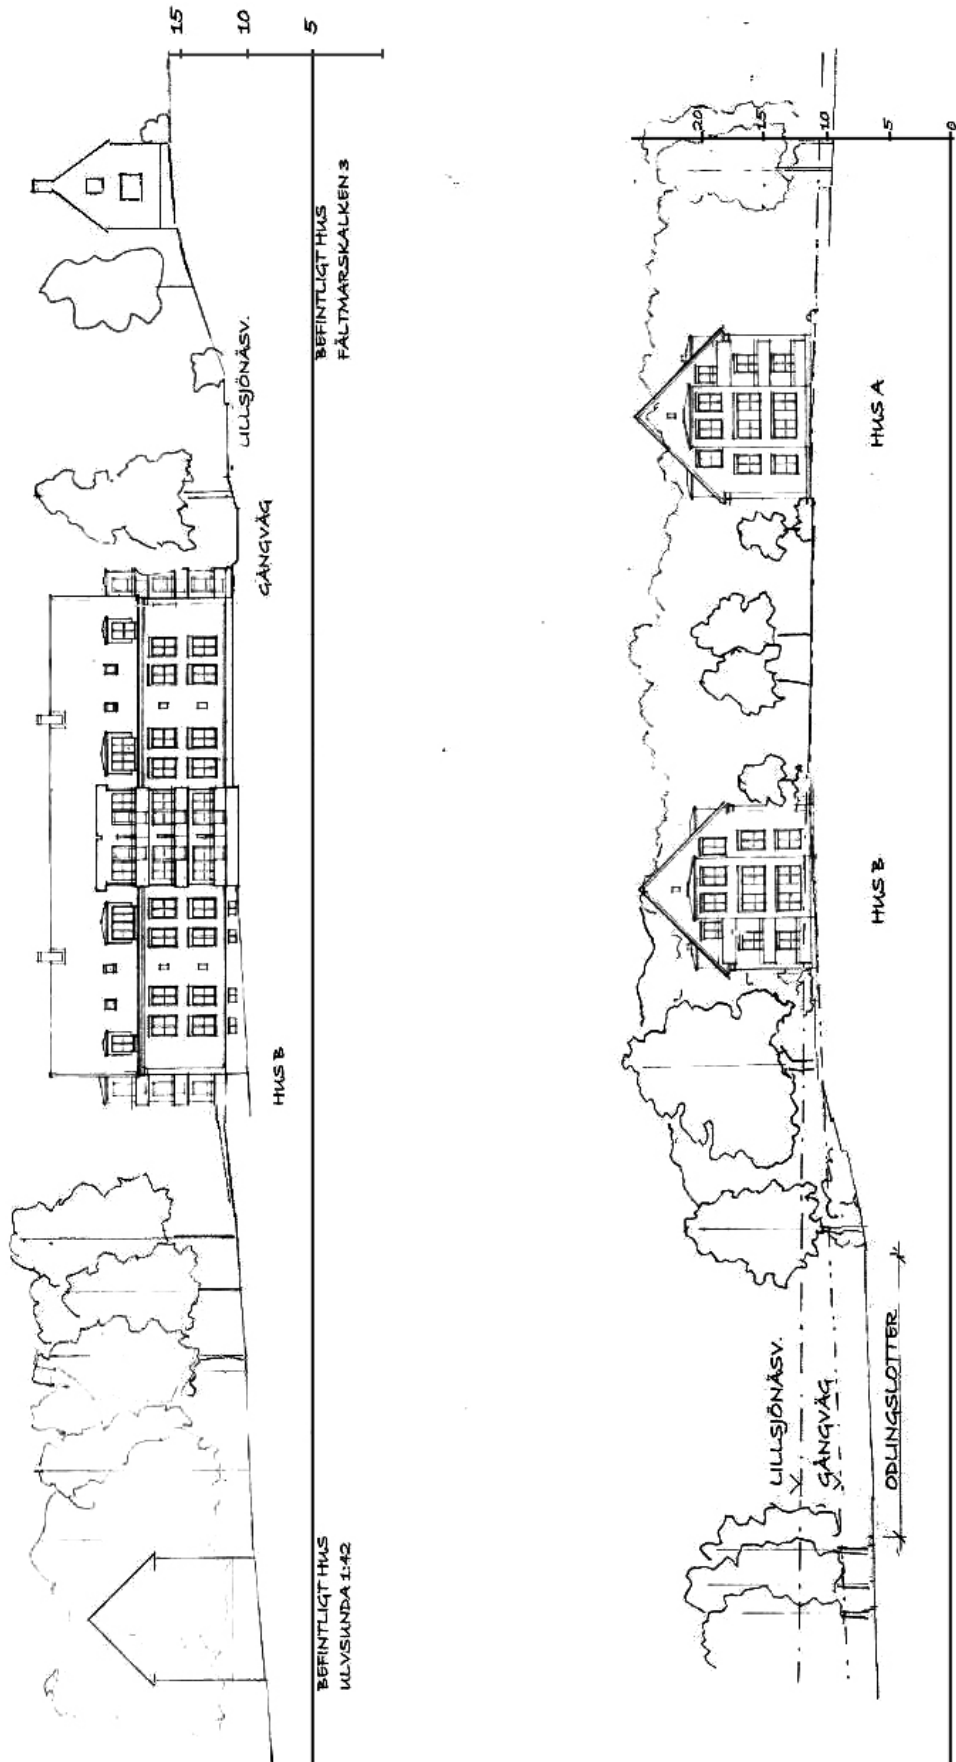 15
10
5
BEFINTLIGT HUS
ULVSUNDA 1:42
HUS B
GÅNGVÄG
LILLSJÖNÄSV.
BEFINTLIGT HUS
FÄLTMARSKALKEN 3
20
15
10
5
0
LILLSJÖNÄSV.
GÅNGVÄG
ODLINGSLOTTER
HUS B
HUS A